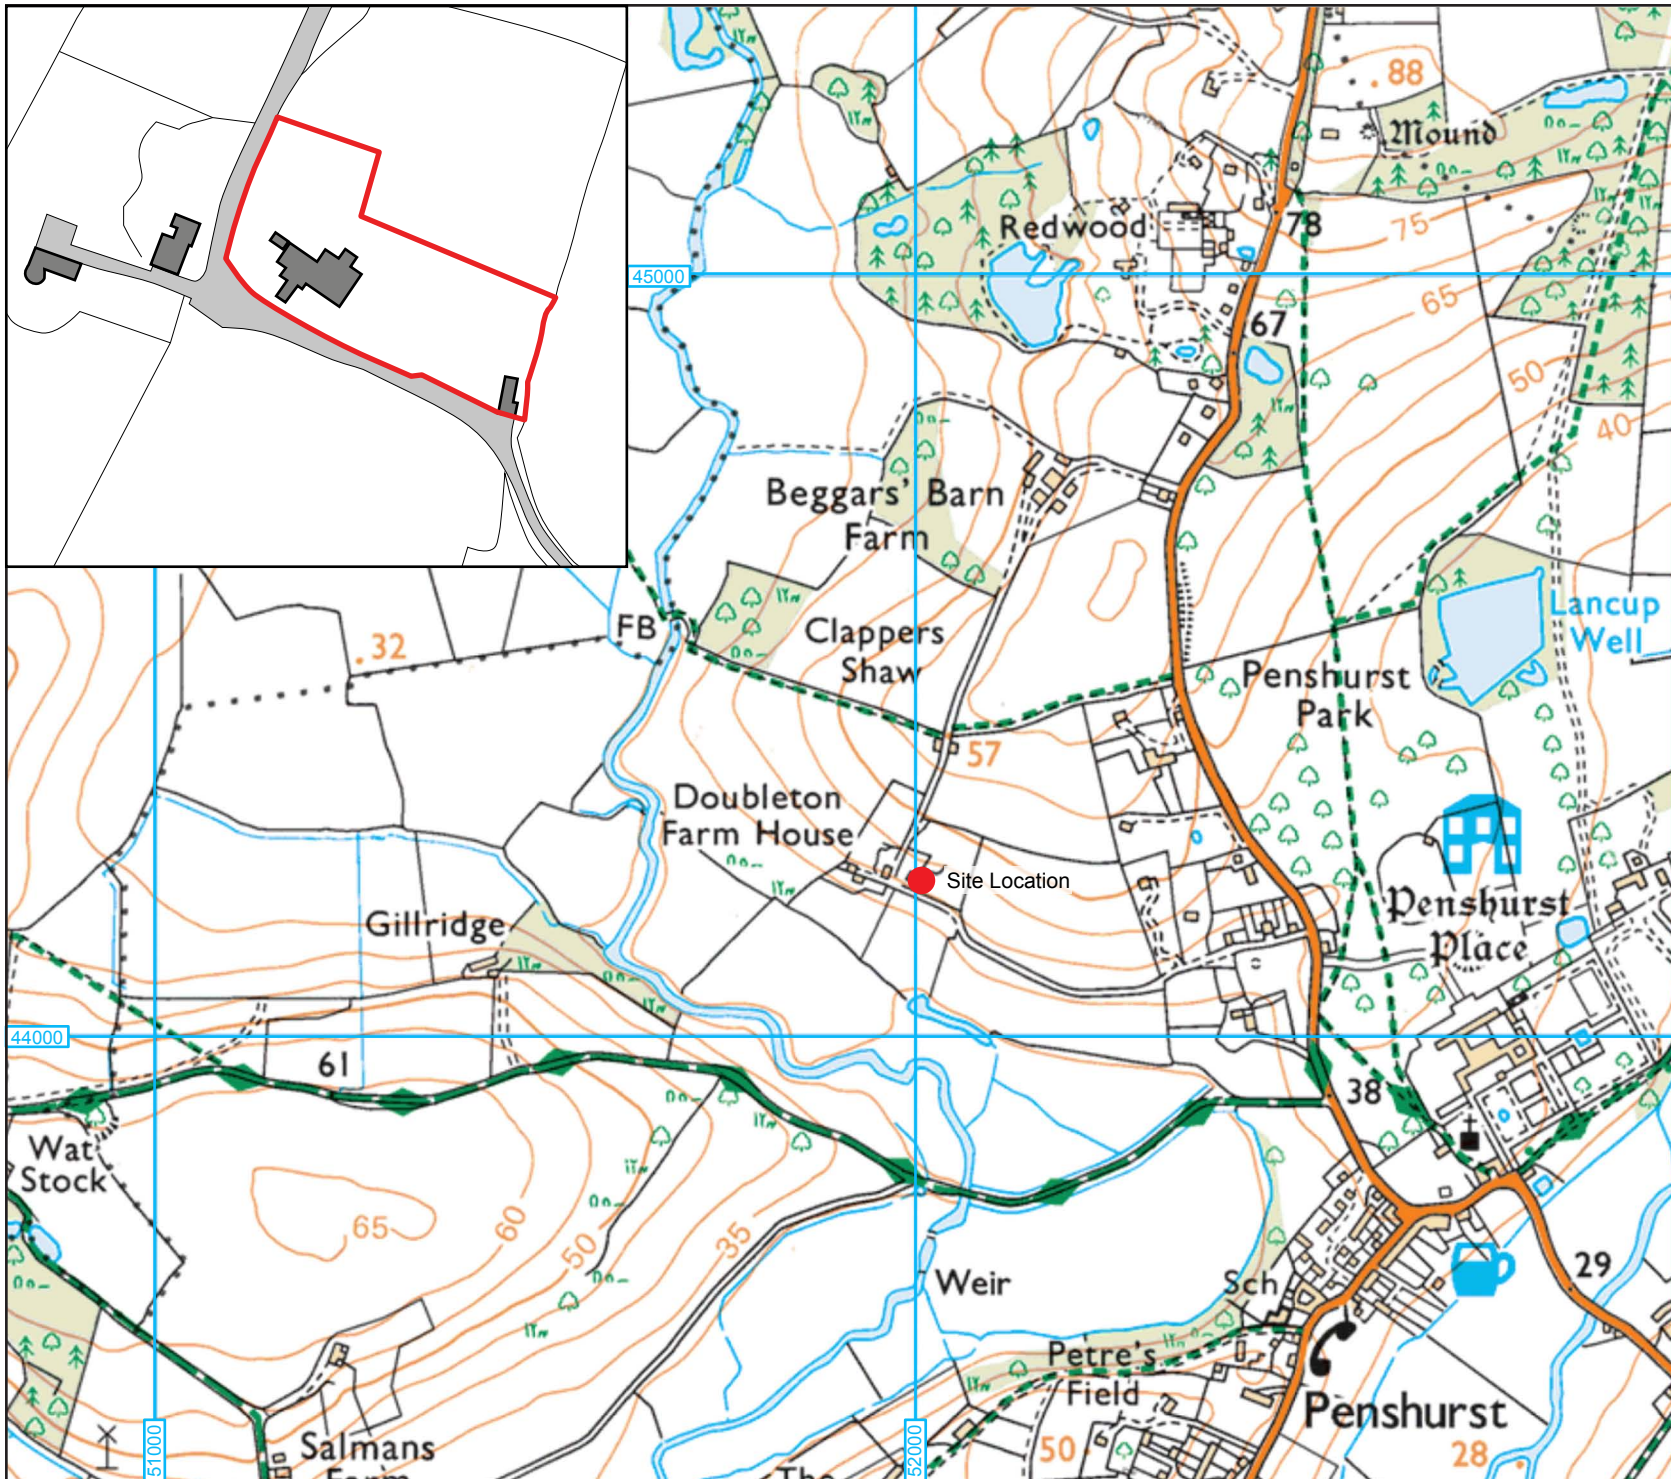 88
Mound
Redwood
78
75
45000
65
67
50
40
Beggars' Barn
Farm
Lancup
Well
FB
Clappers
Shaw
32
Penshurst
Park
57
Doubleton
Farm House
Site Location
Gillridge
Penshurst
Place
44000
61
38
Wat
Stock
65
60
50
35
Weir
Sch
29
Petre's
Field
Penshurst
51000
52000
Salmans
Farm
The
50
28